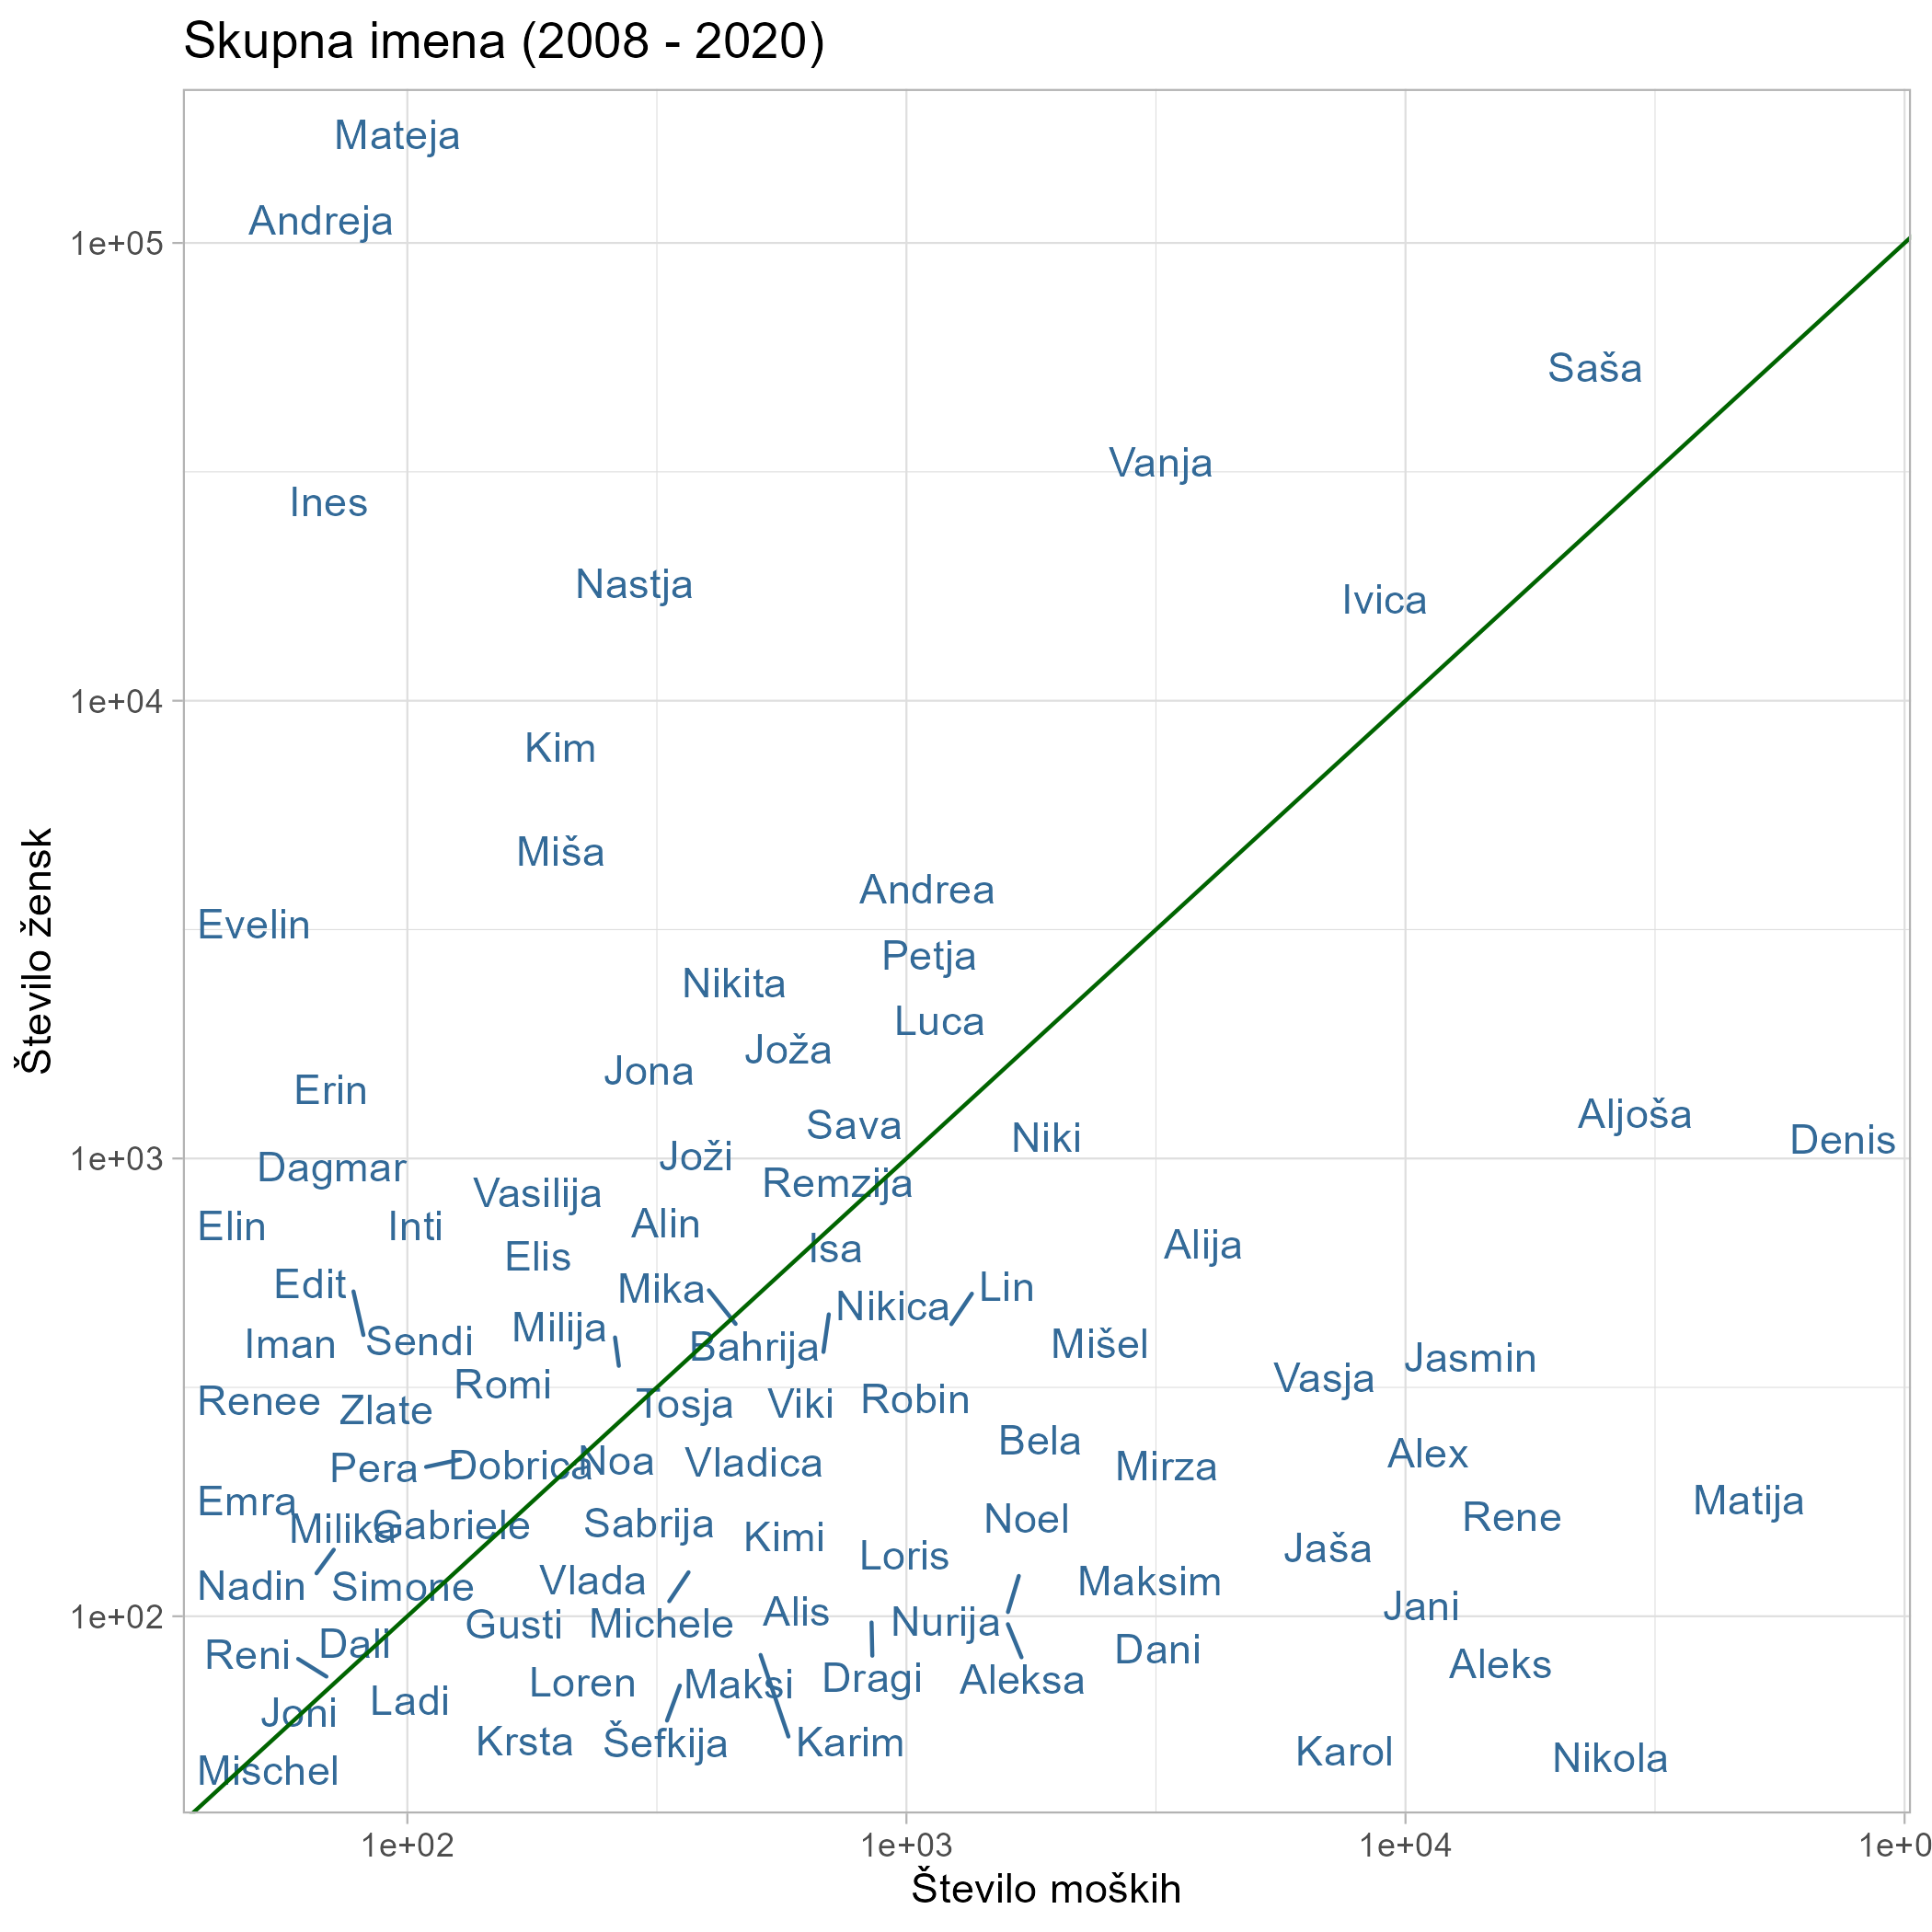 Skupna imena (2008 - 2020)
Mateja
Andreja
1e+05
Saša
Vanja
Ines
Nastja
Ivica
1e+04
Kim
Miša
Andrea
Evelin
Petja
Nikita
Luca
Joža
Jona
Erin
Aljoša
Sava
Niki
Denis
Joži
1e+03
Dagmar
Remzija
Vasilija
Alin
Elin
Inti
Alija
Isa
Elis
Edit
Mika
Lin
Nikica
Milija
Sendi
Iman
Mišel
Bahrija
Jasmin
Vasja
Romi
Robin
Renee
Tosja
Viki
Zlate
Bela
Alex
Noa
Vladica
Dobrica
Mirza
Pera
Matija
Emra
Rene
Noel
Sabrija
Gabriele
Milika
Kimi
Jaša
Loris
Vlada
Maksim
Nadin
Simone
Jani
Alis
1e+02
Nurija
Michele
Gusti
Dall
Dani
Reni
Aleks
Dragi
Aleksa
Loren
Maksi
Ladi
Joni
Krsta
Šefkija
Karim
Karol
Nikola
Mischel
Število žensk
1e+02
1e+03
1e+04
1e+0
Število moških